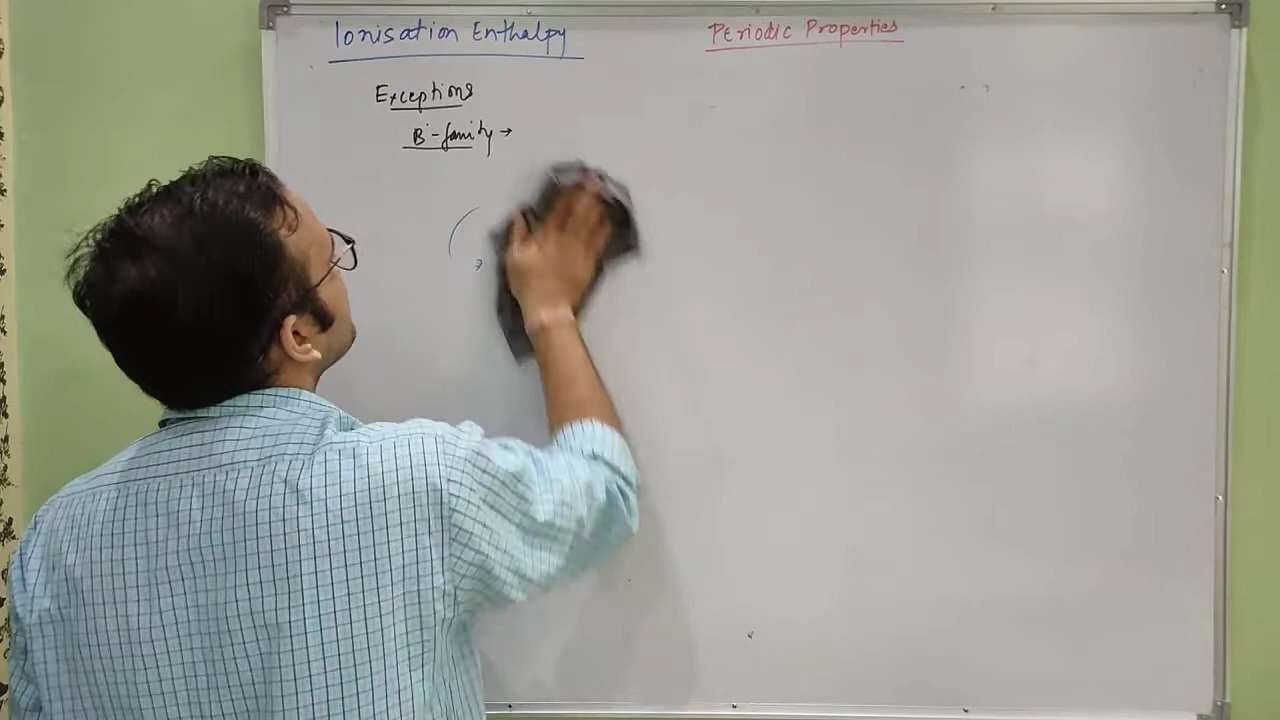 Ionisation Enthalpy
Periodic Properties
Exceptions
B-family →